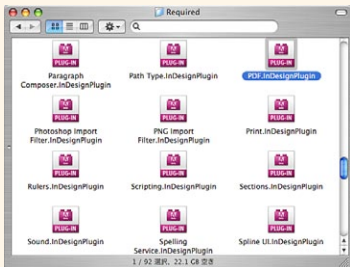 Required
PLUG-IN PLUG-IN PLUG-IN
Paragraph Path Type.InDesignPlugin PDF.InDesignPlugin
Composer.InDesignPlugin
PLUG-IN PLUG-IN PLUG-IN
Photoshop Import PNG Import Print.InDesignPlugin
Filter.InDesignPlugin Filter.InDesignPlugin
PLUG-IN PLUG-IN PLUG-IN
Rulers.InDesignPlugin Scripting.InDesignPlugin Sections.InDesignPlugin
PLUG-IN PLUG-IN PLUG-IN
Sound.InDesignPlugin Spelling Spline UI.InDesignPlugin
Service.InDesignPlugin
1 / 92 選択、22.1 GB 空き